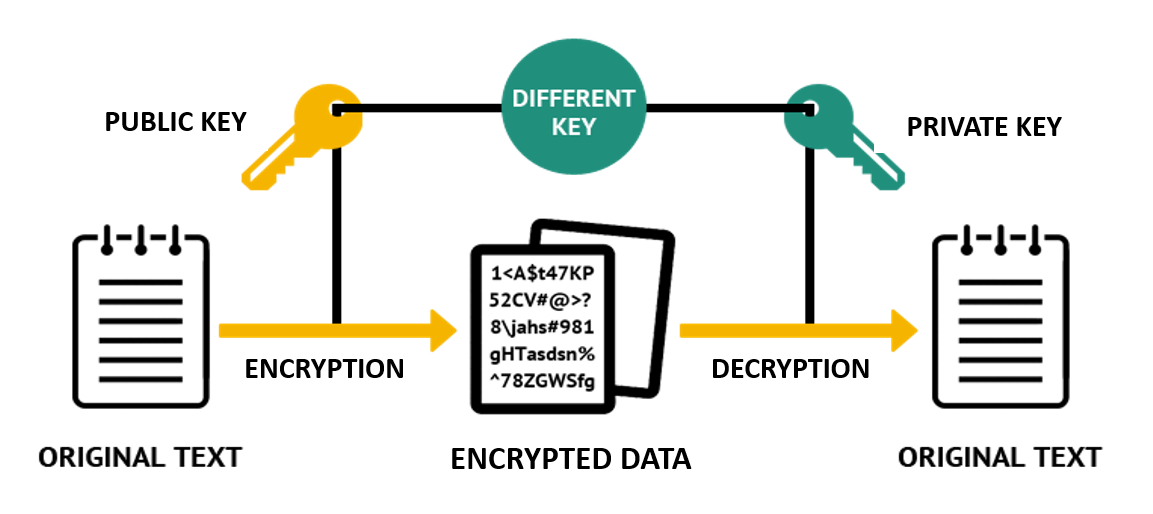 DIFFERENT
KEY
PUBLIC KEY
PRIVATE KEY
1<A$t47KP
52CV#@>?
8\jahs#981
gHTasdsn%
^78ZGWSfg
ENCRYPTION
DECRYPTION
ORIGINAL TEXT
ENCRYPTED DATA
ORIGINAL TEXT